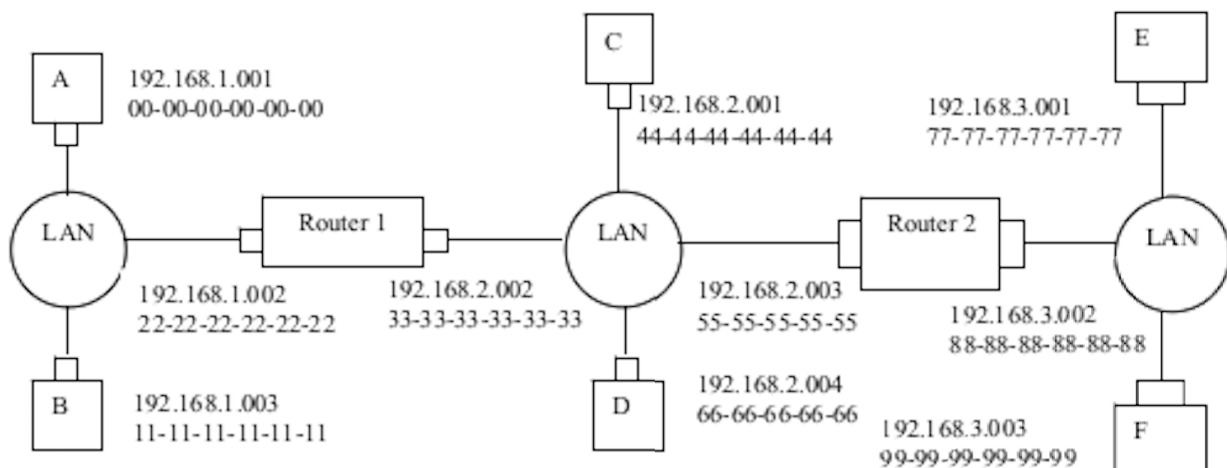 A
192.168.1.001
00-00-00-00-00-00
C
192.168.2.001
44-44-44-44-44-44
E
192.168.3.001
77-77-77-77-77-77
LAN
Router 1
LAN
Router 2
LAN
192.168.1.002
22-22-22-22-22-22
192.168.2.002
33-33-33-33-33-33
192.168.2.003
55-55-55-55-55
192.168.3.002
88-88-88-88-88-88
B
192.168.1.003
11-11-11-11-11-11
D
192.168.2.004
66-66-66-66-66
192.168.3.003
99-99-99-99-99-99
F